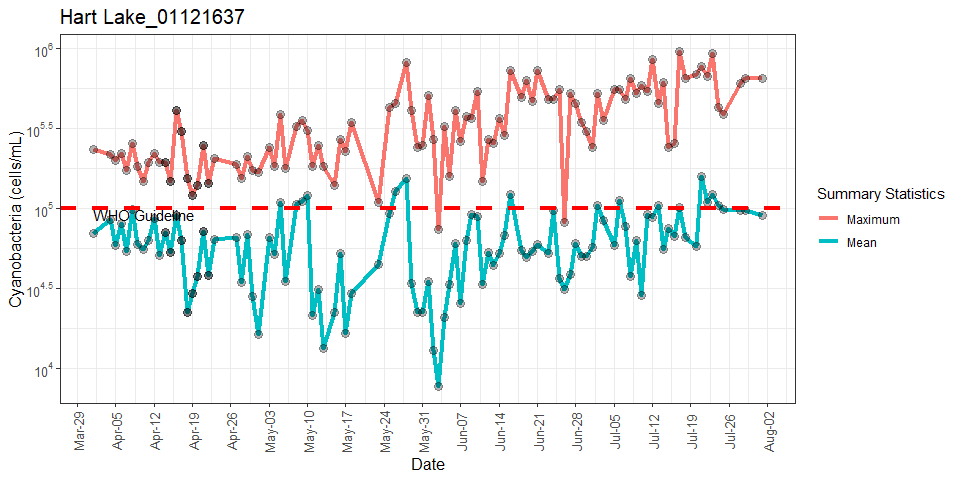 Hart Lake_01121637
Cyanobacteria (cells/mL)
10^6
10^5.5
10^5
10^4.5
10^4
WHO Guideline
Mar-29
Apr-05
Apr-12
Apr-19
Apr-26
May-03
May-10
May-17
May-24
May-31
Jun-07
Jun-14
Jun-21
Jun-28
Jul-05
Jul-12
Jul-19
Jul-26
Aug-02
Date
Summary Statistics
Maximum
Mean